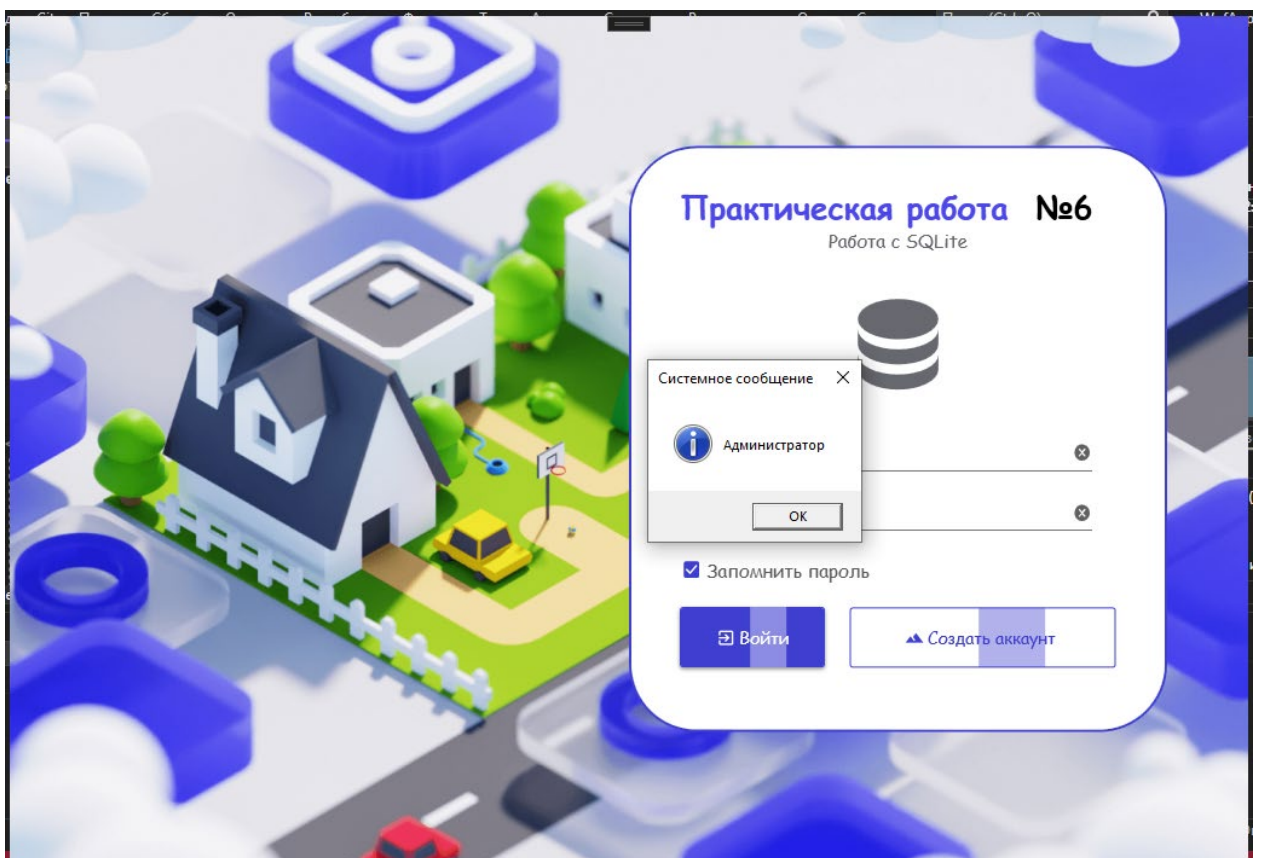 Практическая работа №6
Работа с SQLite
Системное сообщение
Администратор
OK
Запомнить пароль
Войти
Создать аккаунт